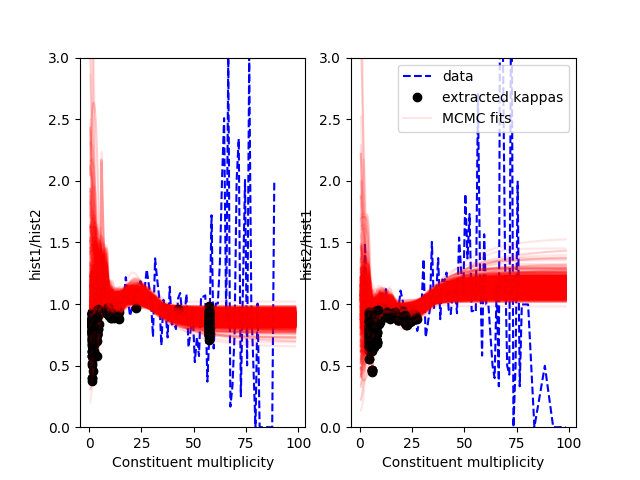 3.0
2.5
2.0
1.5
1.0
0.5
0.0
hist1/hist2
0 25 50 75 100
Constituent multiplicity
3.0
2.5
2.0
1.5
1.0
0.5
0.0
hist2/hist1
0 25 50 75 100
Constituent multiplicity
data
extracted kappas
MCMC fits